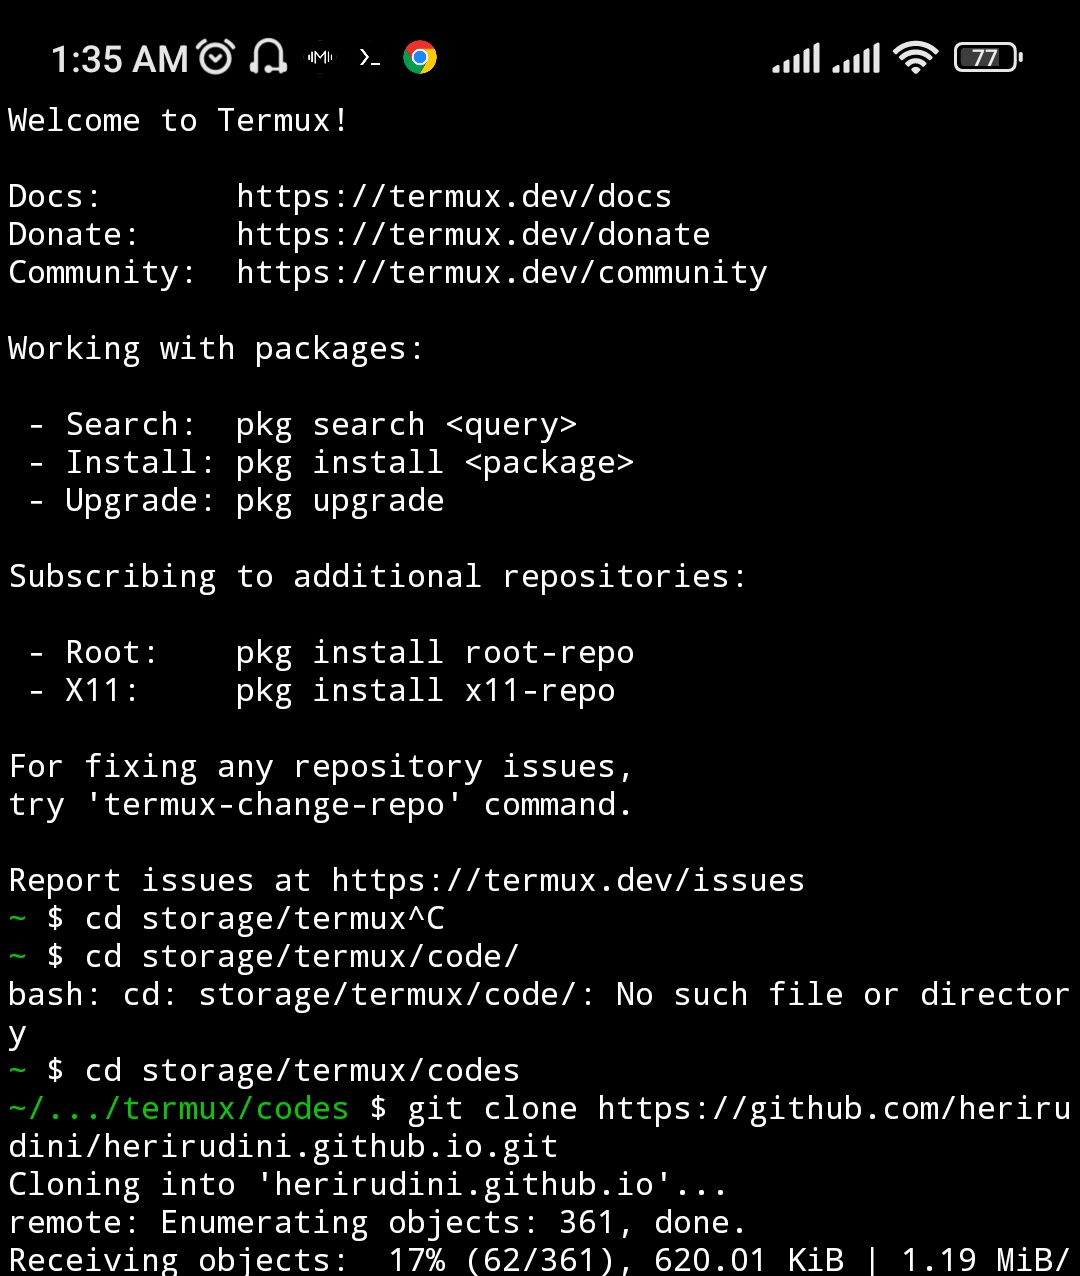 1:35 AM 77
Welcome to Termux!
Docs:       https://termux.dev/docs
Donate:     https://termux.dev/donate
Community:  https://termux.dev/community
Working with packages:
 - Search:  pkg search <query>
 - Install: pkg install <package>
 - Upgrade: pkg upgrade
Subscribing to additional repositories:
 - Root:    pkg install root-repo
 - X11:     pkg install x11-repo
For fixing any repository issues,
try 'termux-change-repo' command.
Report issues at https://termux.dev/issues
~ $ cd storage/termux^C
~ $ cd storage/termux/code/
bash: cd: storage/termux/code/: No such file or director
y
~ $ cd storage/termux/codes
~/.../termux/codes $ git clone https://github.com/heriru
dini/herirudini.github.io.git
Cloning into 'herirudini.github.io'...
remote: Enumerating objects: 361, done.
Receiving objects:  17% (62/361), 620.01 KiB | 1.19 MiB/